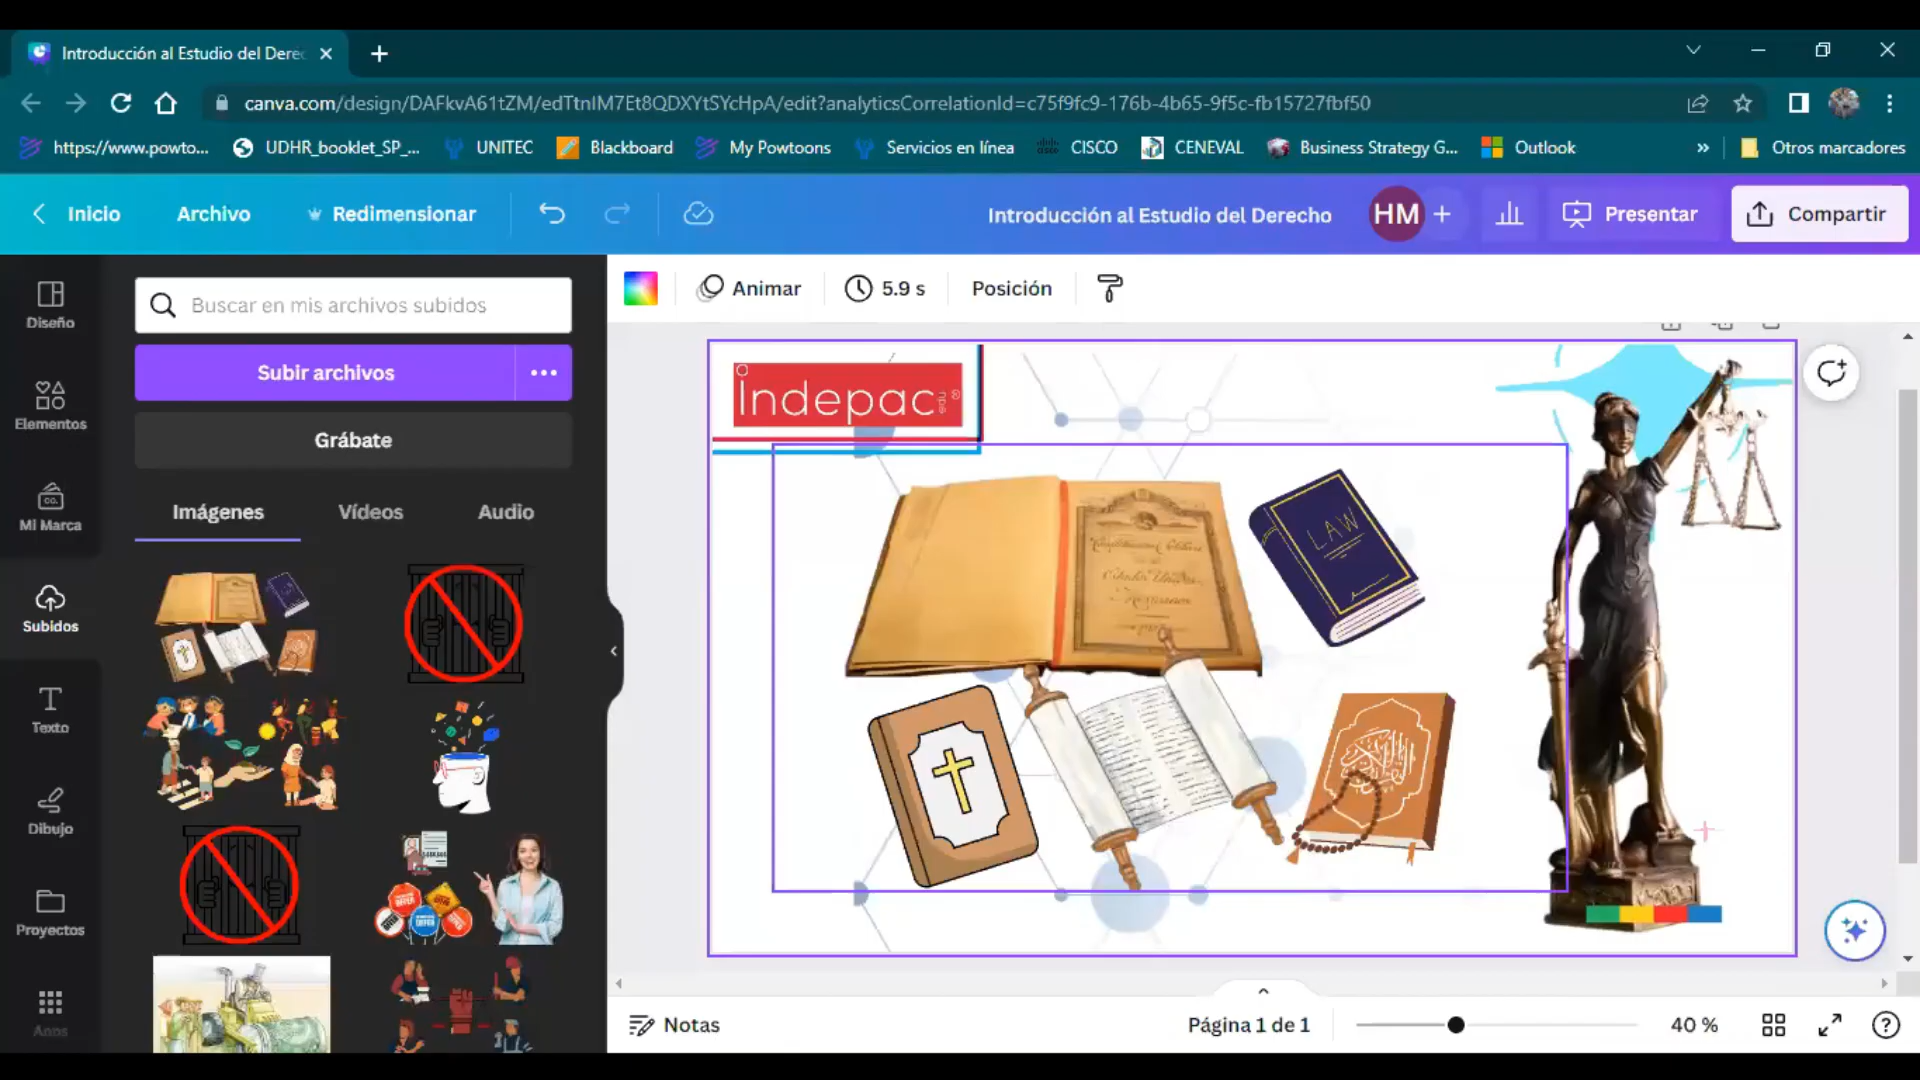 Introducción al Estudio del Derec
canva.com/design/DAFkvA61tZM/edTtnIM7Et8QDXYtSYcHpA/edit?analyticsCorrelationId=c75f9fc9-176b-4b65-9f5c-fb15727fbf50
https://www.powto...
UDHR_booklet_SP_...
UNITEC
Blackboard
My Powtoons
Servicios en línea
CISCO
CENEVAL
Business Strategy G...
Outlook
»
Otros marcadores
Inicio
Archivo
Redimensionar
Introducción al Estudio del Derecho
HM
Presentar
Compartir
Diseño
Elementos
Mi Marca
Subidos
Texto
Dibujo
Proyectos
Apps
Buscar en mis archivos subidos
Subir archivos
Grábate
Imágenes
Vídeos
Audio
Animar
5.9 s
Posición
Indepac
LAW
Notas
Página 1 de 1
40 %